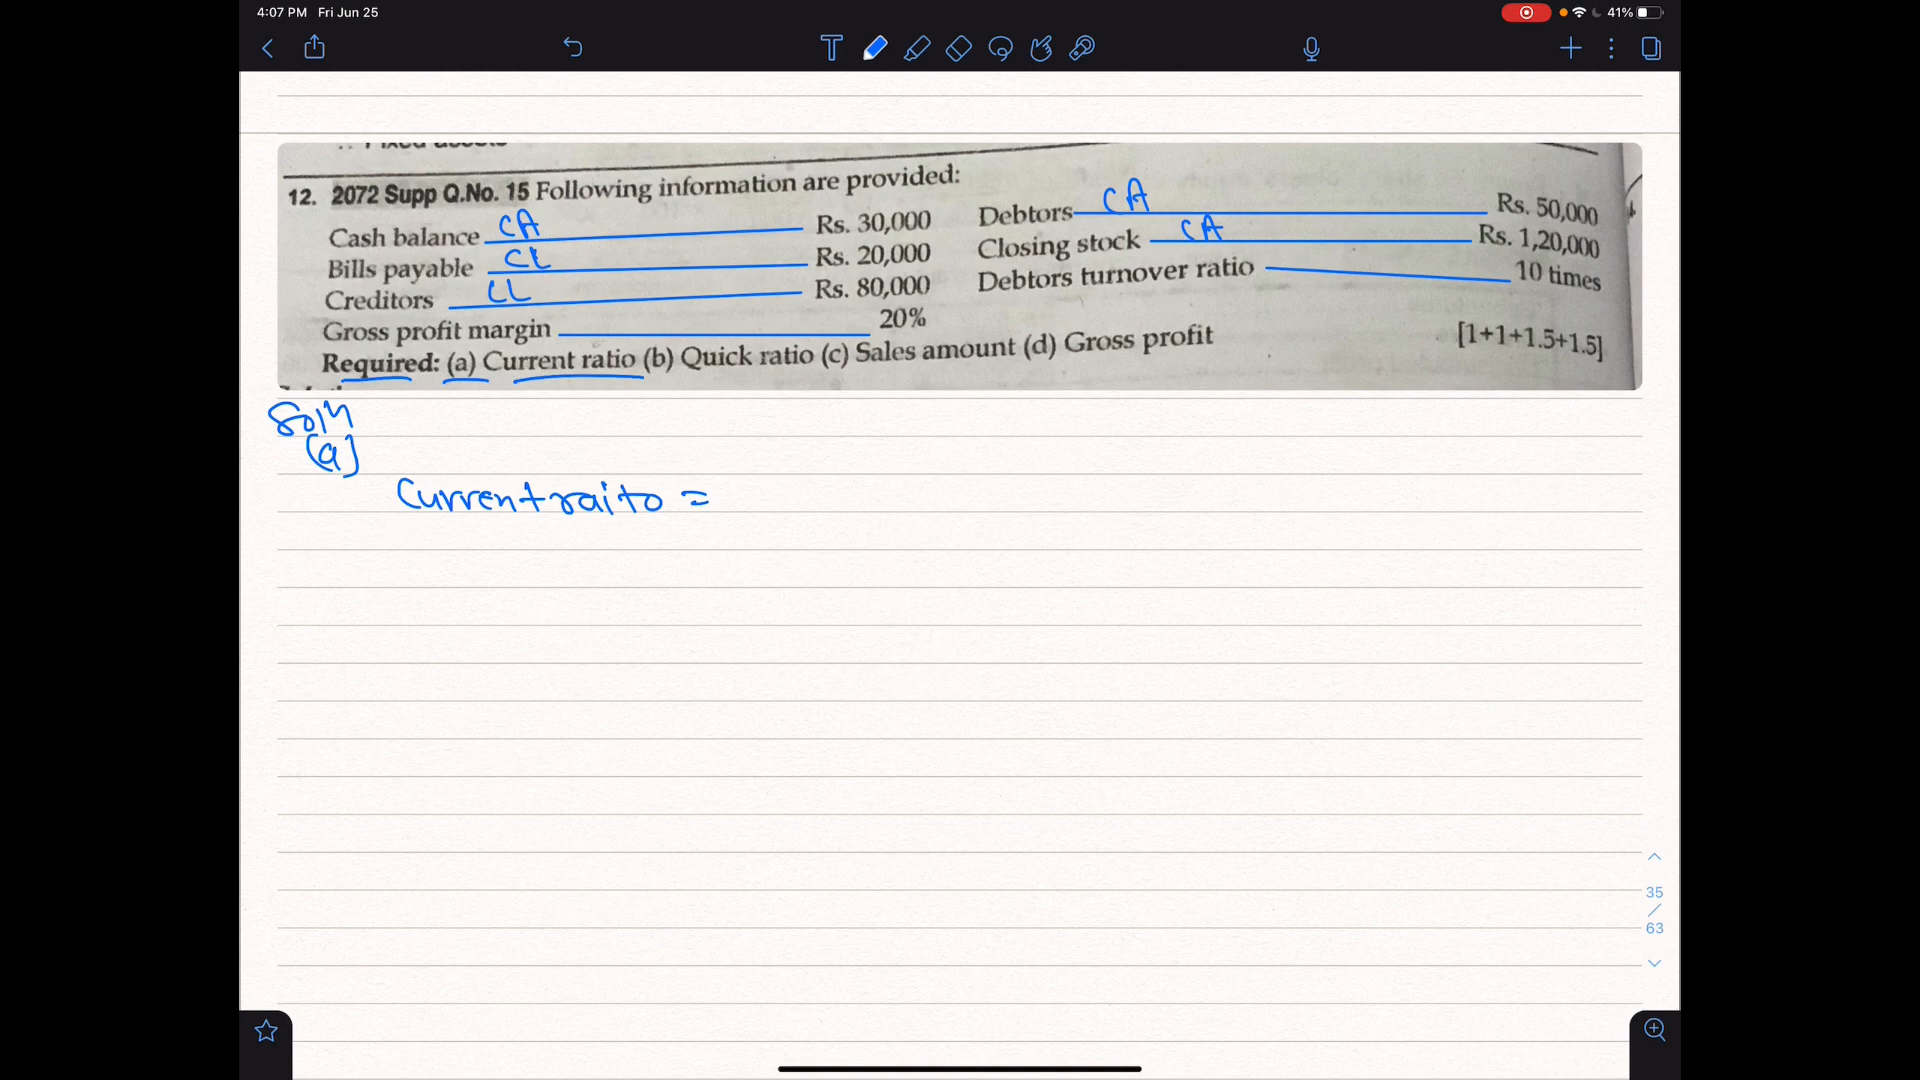 4:07 PM Fri Jun 25
41%
12. 2072 Supp Q.No. 15 Following information are provided:
Cash balance CA Rs. 30,000 Debtors CA Rs. 50,000
Bills payable CL Rs. 20,000 Closing stock CA Rs. 1,20,000
Creditors CL Rs. 80,000 Debtors turnover ratio 10 times
Gross profit margin 20%
Required: (a) Current ratio (b) Quick ratio (c) Sales amount (d) Gross profit [1+1+1.5+1.5]
Soln
(a)
Current raito =
35
/
63